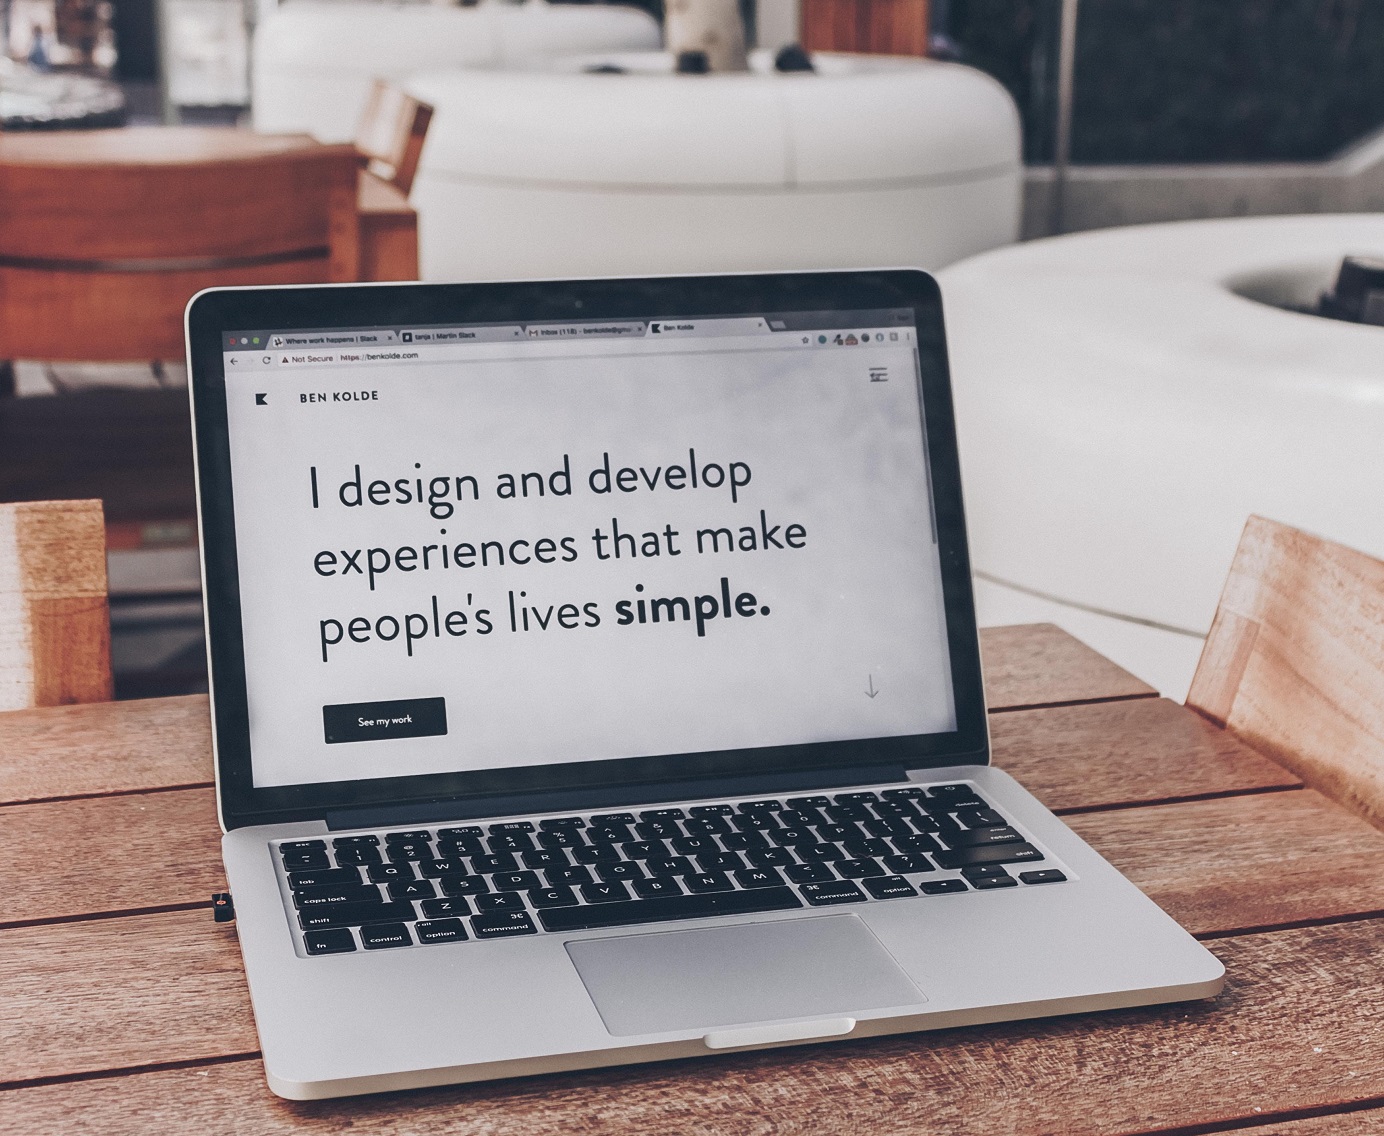 Where work happens | Slack
tanja | Martin Slack
Inbox (118) - benkolde@gmai
Ben Kolde
Not Secure | https://benkolde.com
BEN KOLDE
I design and develop
experiences that make
people's lives simple.
See my work
esc
Q W E R T Y U I O P
tab
caps lock A S D F G H J K L return
shift Z X C V B N M shift
fn control option command command option
delete